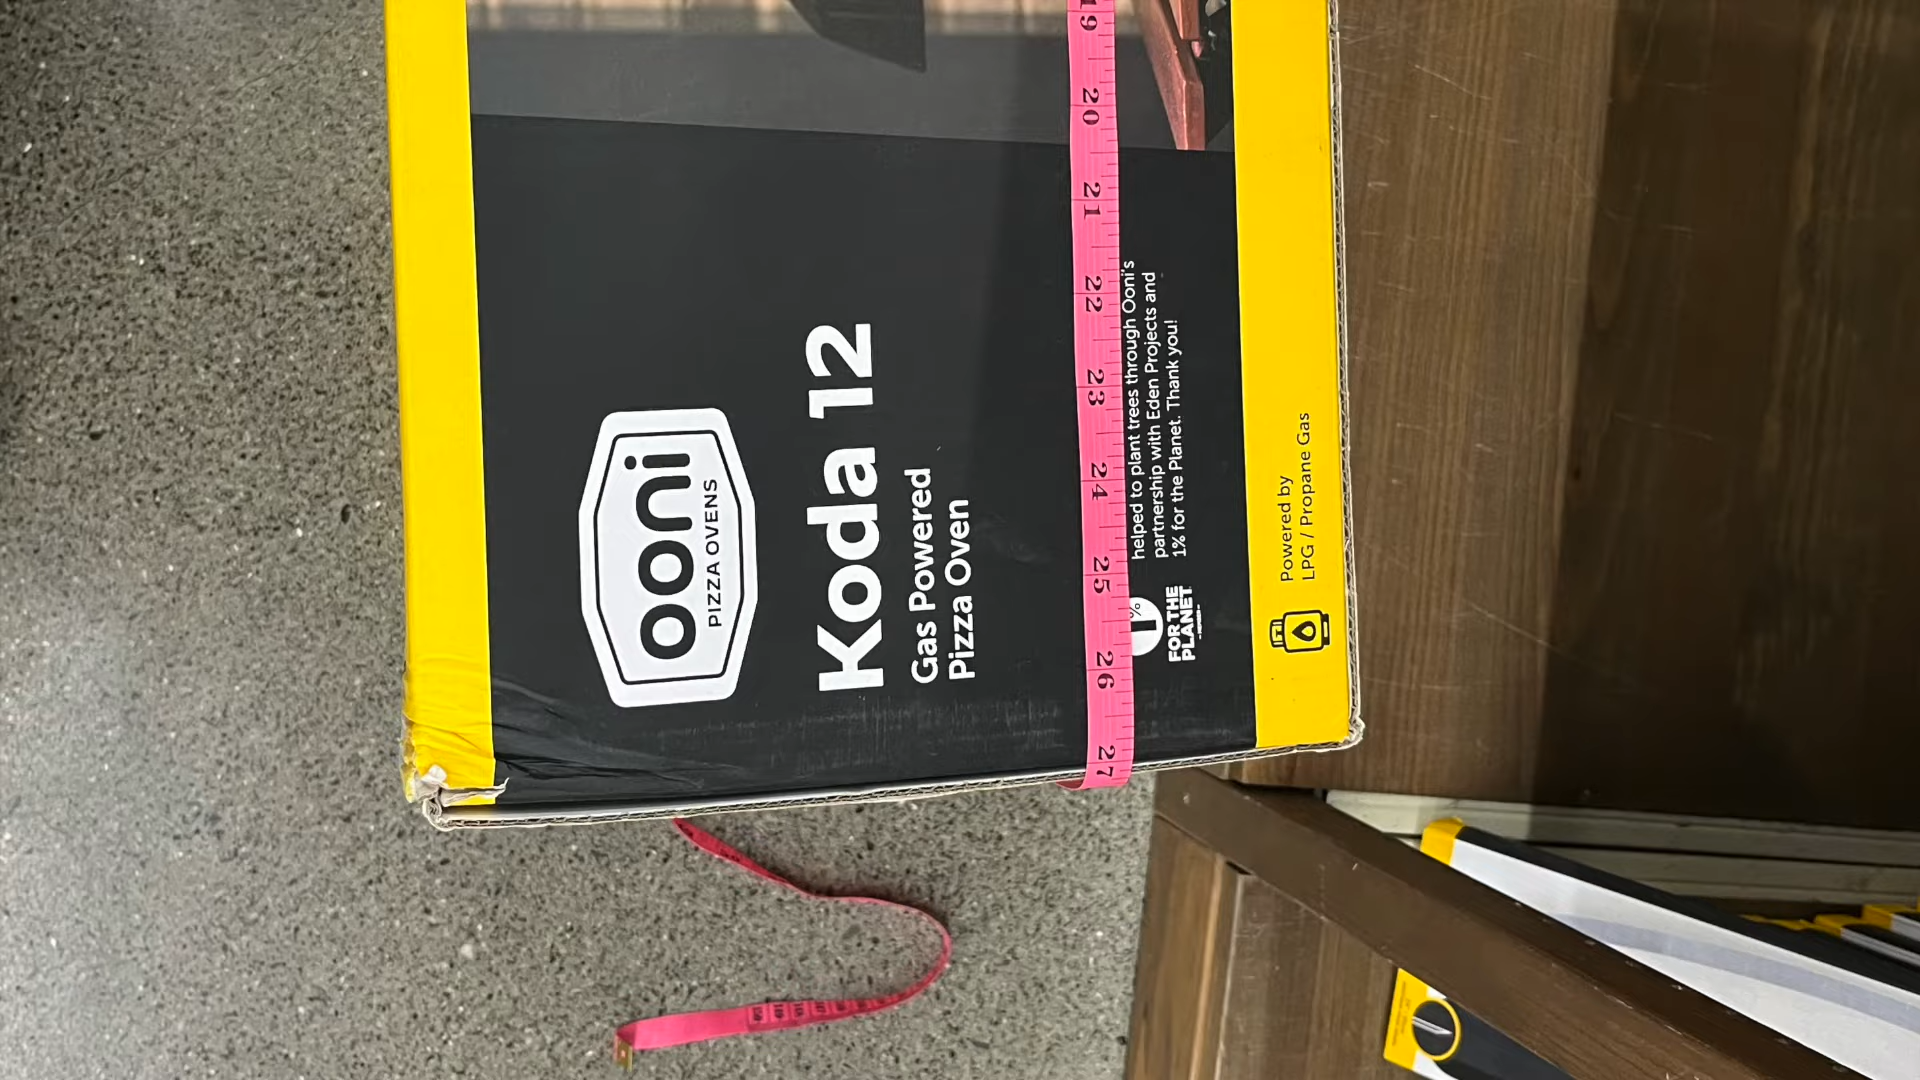 ooni
PIZZA OVENS
Koda 12
Gas Powered
Pizza Oven
19
20
21
22
23
24
25
26
27
helped to plant trees through Ooni's
partnership with Eden Projects and
1% for the Planet. Thank you!
1%
FOR THE
PLANET
Powered by
LPG / Propane Gas